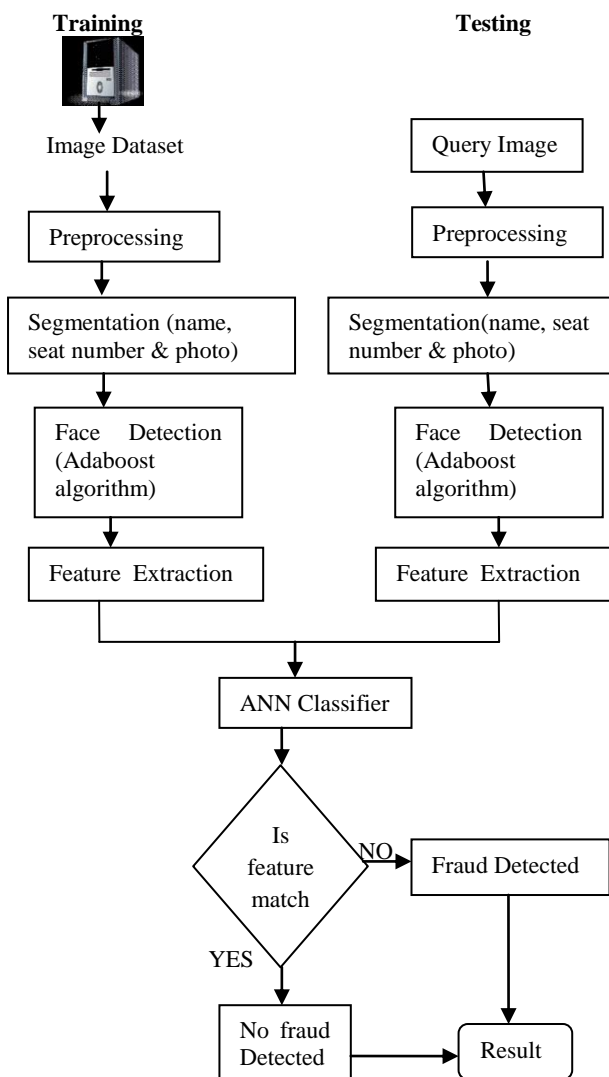 Training
Testing
Image Dataset
Query Image
Preprocessing
Preprocessing
Segmentation (name,
seat number & photo)
Segmentation(name, seat
number & photo)
Face Detection
(Adaboost
algorithm)
Face Detection
(Adaboost
algorithm)
Feature Extraction
Feature Extraction
ANN Classifier
Is
feature
match
NO
Fraud Detected
YES
No fraud
Detected
Result